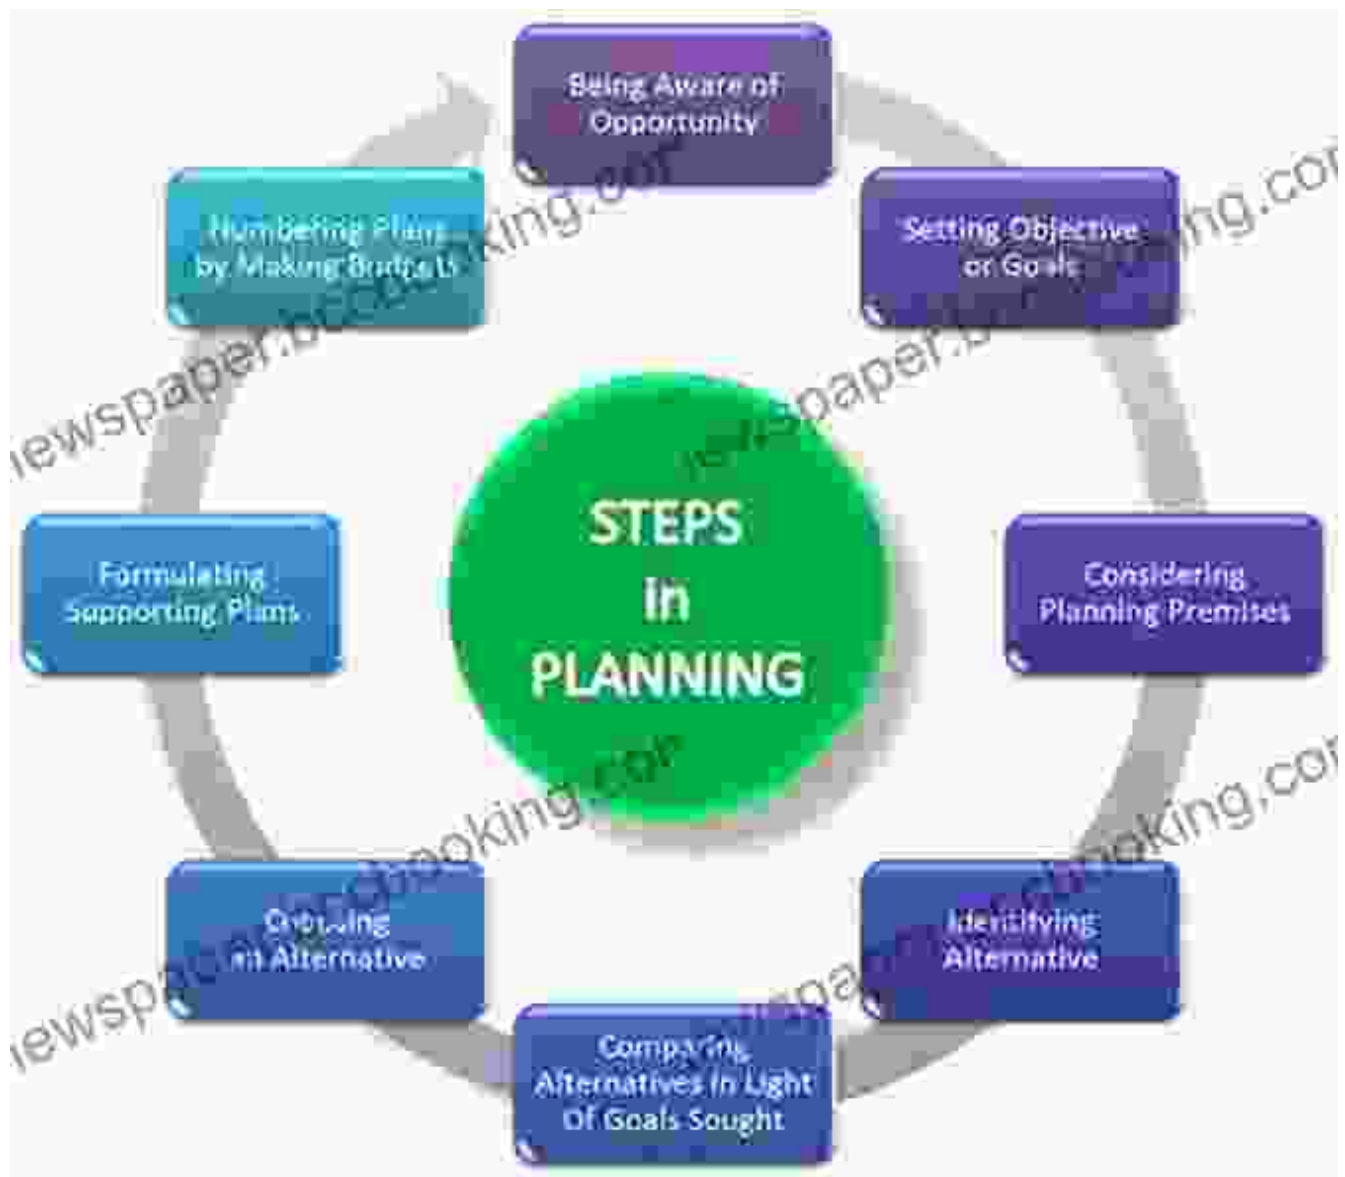 Being Aware of
Opportunity
Setting Objective
or Goals
Considering
Planning Premises
Identifying
Alternative
Comparing
Alternatives in Light
Of Goals Sought
Choosing
an Alternative
Formulating
Supporting Plans
Numbering Plans
by Making Budgets
STEPS
in
PLANNING